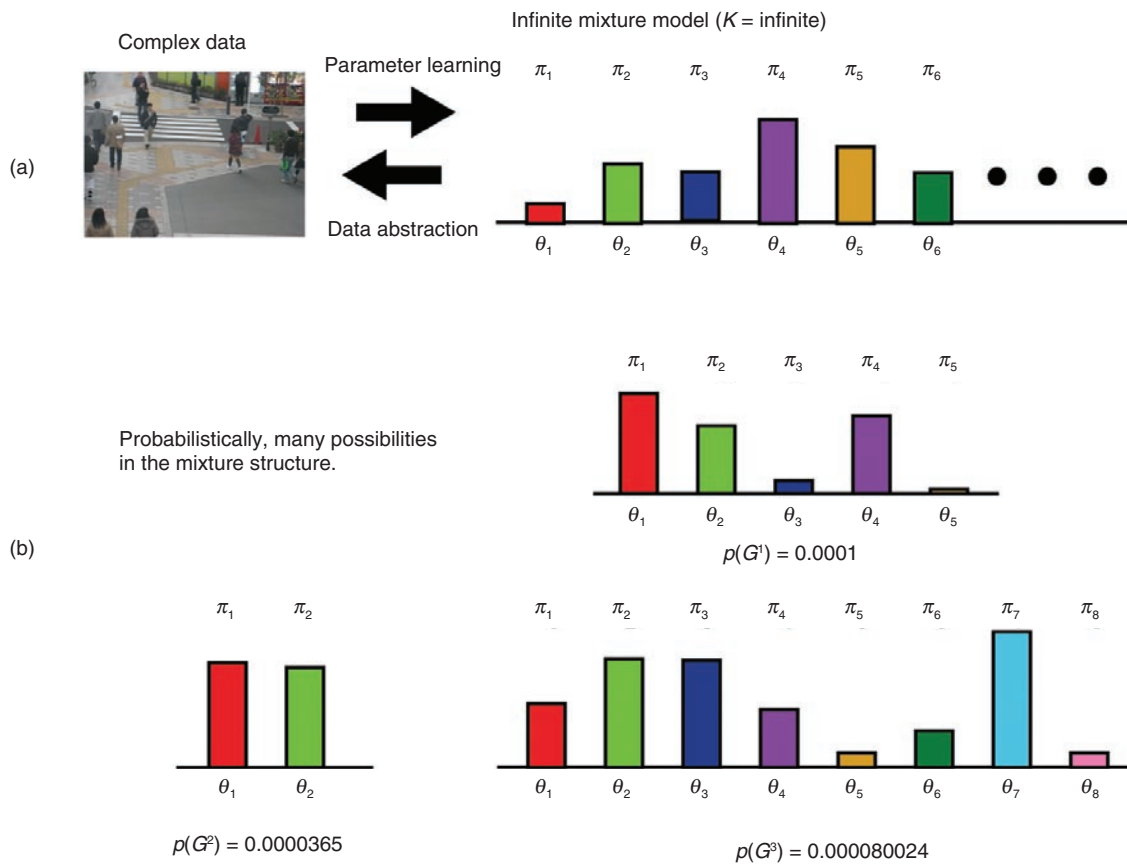 Infinite mixture model (K = infinite)
Complex data
Parameter learning
π1 π2 π3 π4 π5 π6
(a)
Data abstraction
θ1 θ2 θ3 θ4 θ5 θ6
π1 π2 π3 π4 π5
Probabilistically, many possibilities
in the mixture structure.
θ1 θ2 θ3 θ4 θ5
(b)
p(G¹) = 0.0001
π1 π2
θ1 θ2
p(G²) = 0.0000365
π1 π2 π3 π4 π5 π6 π7 π8
θ1 θ2 θ3 θ4 θ5 θ6 θ7 θ8
p(G³) = 0.000080024